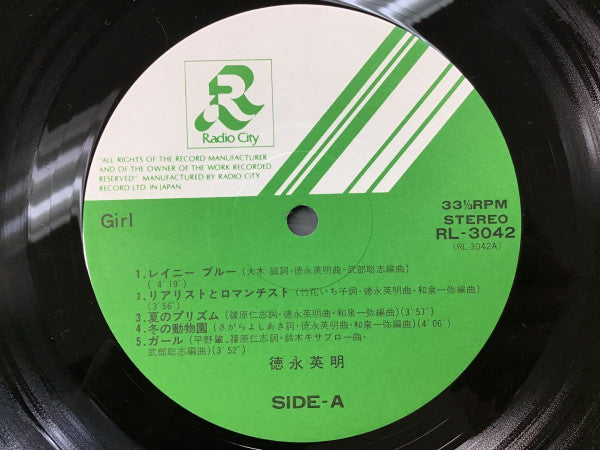 R
Radio City
"ALL RIGHTS OF THE RECORD MANUFACTURER
AND OF THE OWNER OF THE WORK RECORDED
RESERVED" MANUFACTURED BY RADIO CITY
RECORD LTD. IN JAPAN
Girl
33⅓RPM
STEREO
RL-3042
(RL-3042A)
1.レイニー ブルー(大木 誠詞・徳永英明曲・武部聡志編曲)
(4'19")
2.リアリストとロマンチスト(竹花いち子詞・徳永英明曲・和泉一弥編曲)
(3'56")
3.夏のプリズム(篠原仁志詞・徳永英明曲・和泉一弥編曲)(3'57")
4.冬の動物園(さがらよしあき詞・徳永英明曲・和泉一弥編曲)(4'06")
5.ガール(平野肇、篠原仁志詞・鈴木キサブロー曲・
武部聡志編曲)(3'52")
徳永英明
SIDE-A